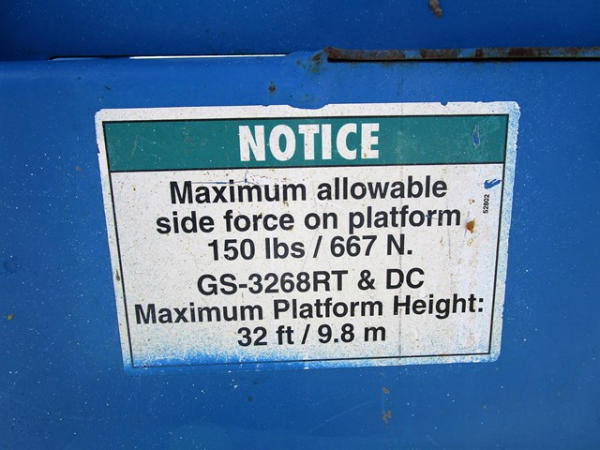 NOTICE
Maximum allowable
side force on platform
150 lbs / 667 N.
GS-3268RT & DC
Maximum Platform Height:
32 ft / 9.8 m
52802